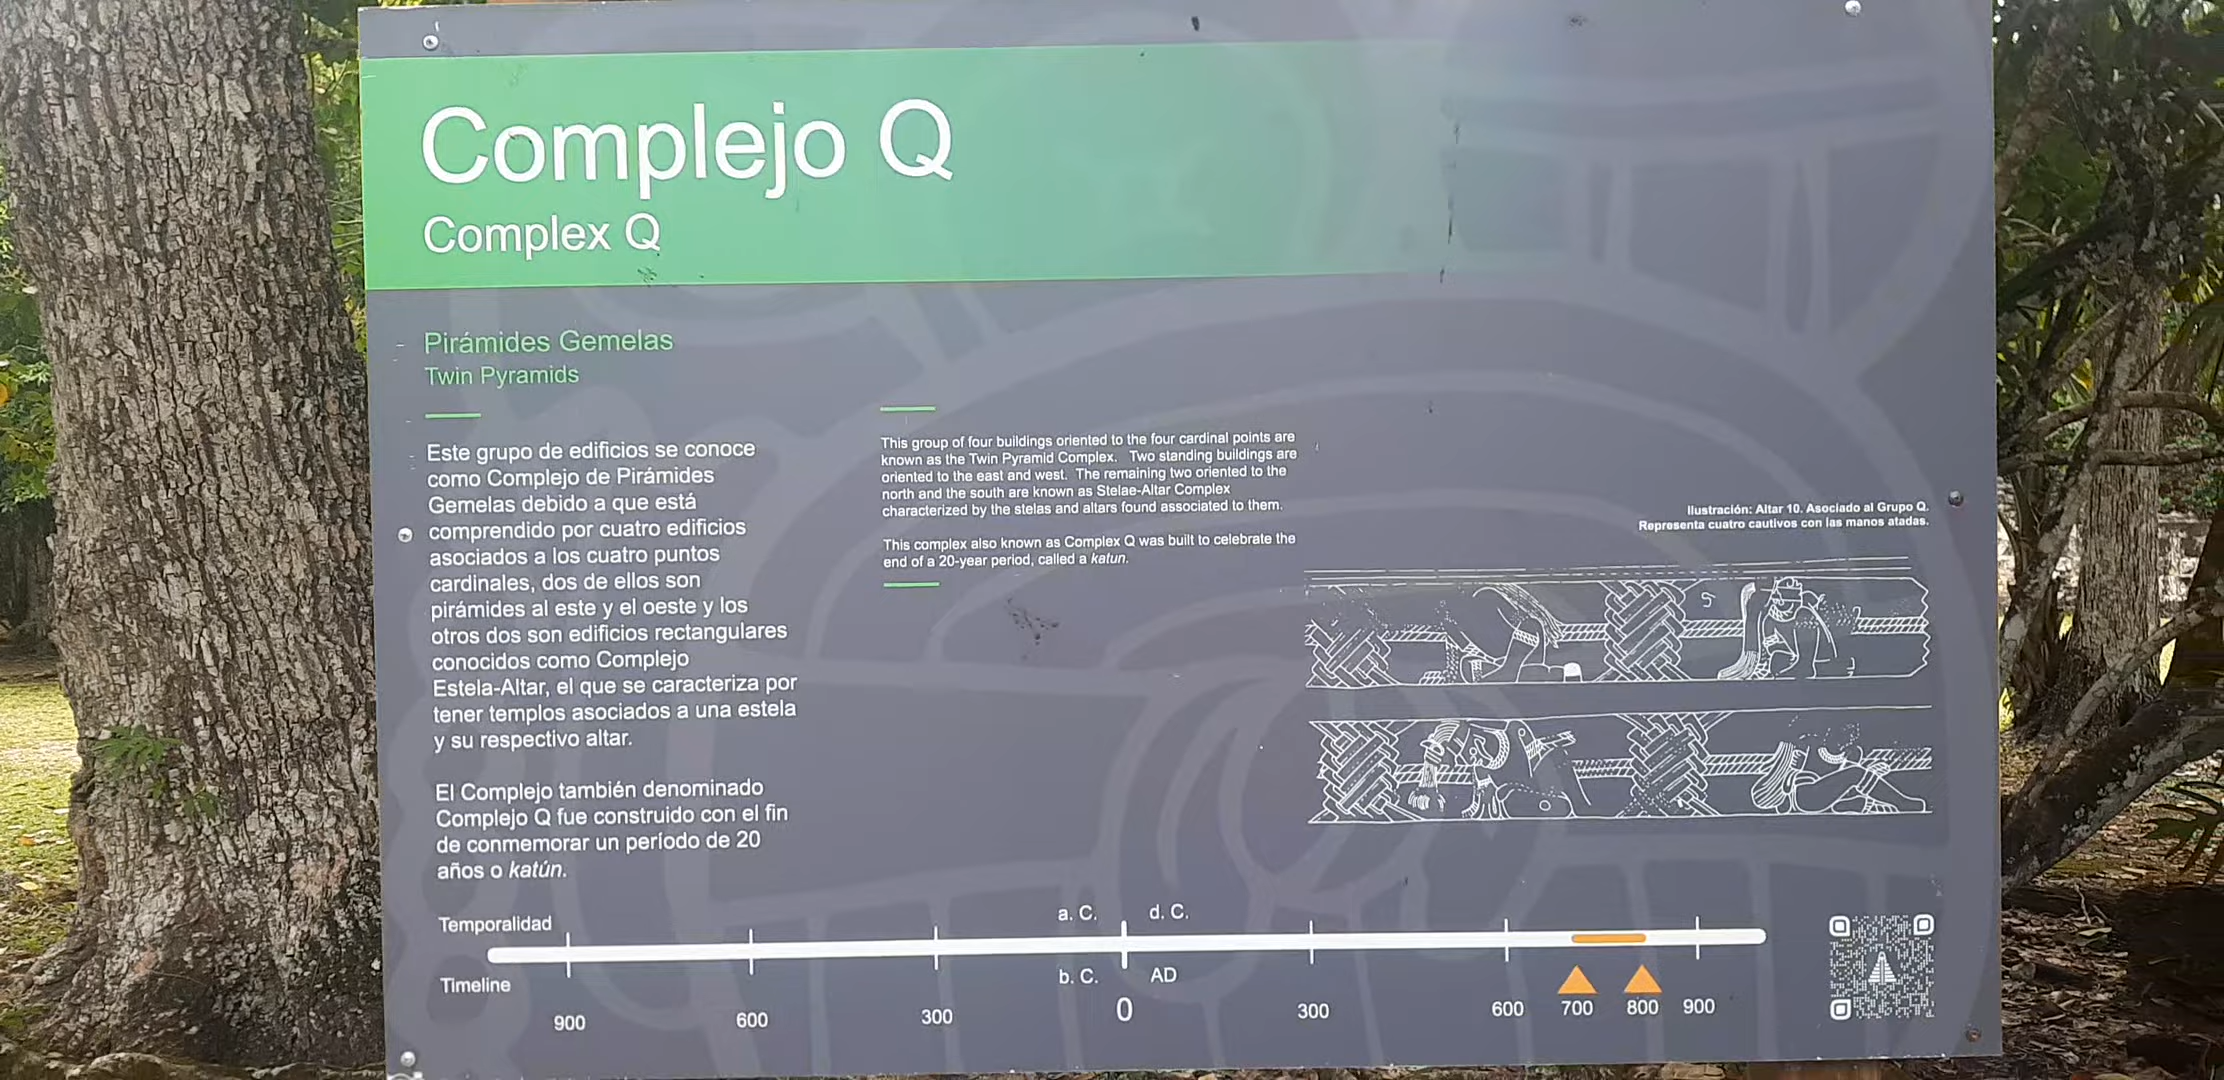 Complejo Q
Complex Q
Pirámides Gemelas
Twin Pyramids
Este grupo de edificios se conoce
como Complejo de Pirámides
Gemelas debido a que está
comprendido por cuatro edificios
asociados a los cuatro puntos
cardinales, dos de ellos son
pirámides al este y el oeste y los
otros dos son edificios rectangulares
conocidos como Complejo
Estela-Altar, el que se caracteriza por
tener templos asociados a una estela
y su respectivo altar.
El Complejo también denominado
Complejo Q fue construido con el fin
de conmemorar un período de 20
años o katún.
This group of four buildings oriented to the four cardinal points are
known as the Twin Pyramid Complex. Two standing buildings are
oriented to the east and west. The remaining two oriented to the
north and the south are known as Stelae-Altar Complex
characterized by the stelas and altars found associated to them.
This complex also known as Complex Q was built to celebrate the
end of a 20-year period, called a katun.
Ilustración: Altar 10. Asociado al Grupo Q.
Representa cuatro cautivos con las manos atadas.
Temporalidad
a. C. d. C.
Timeline
b. C. AD
900 600 300 0 300 600 700 800 900